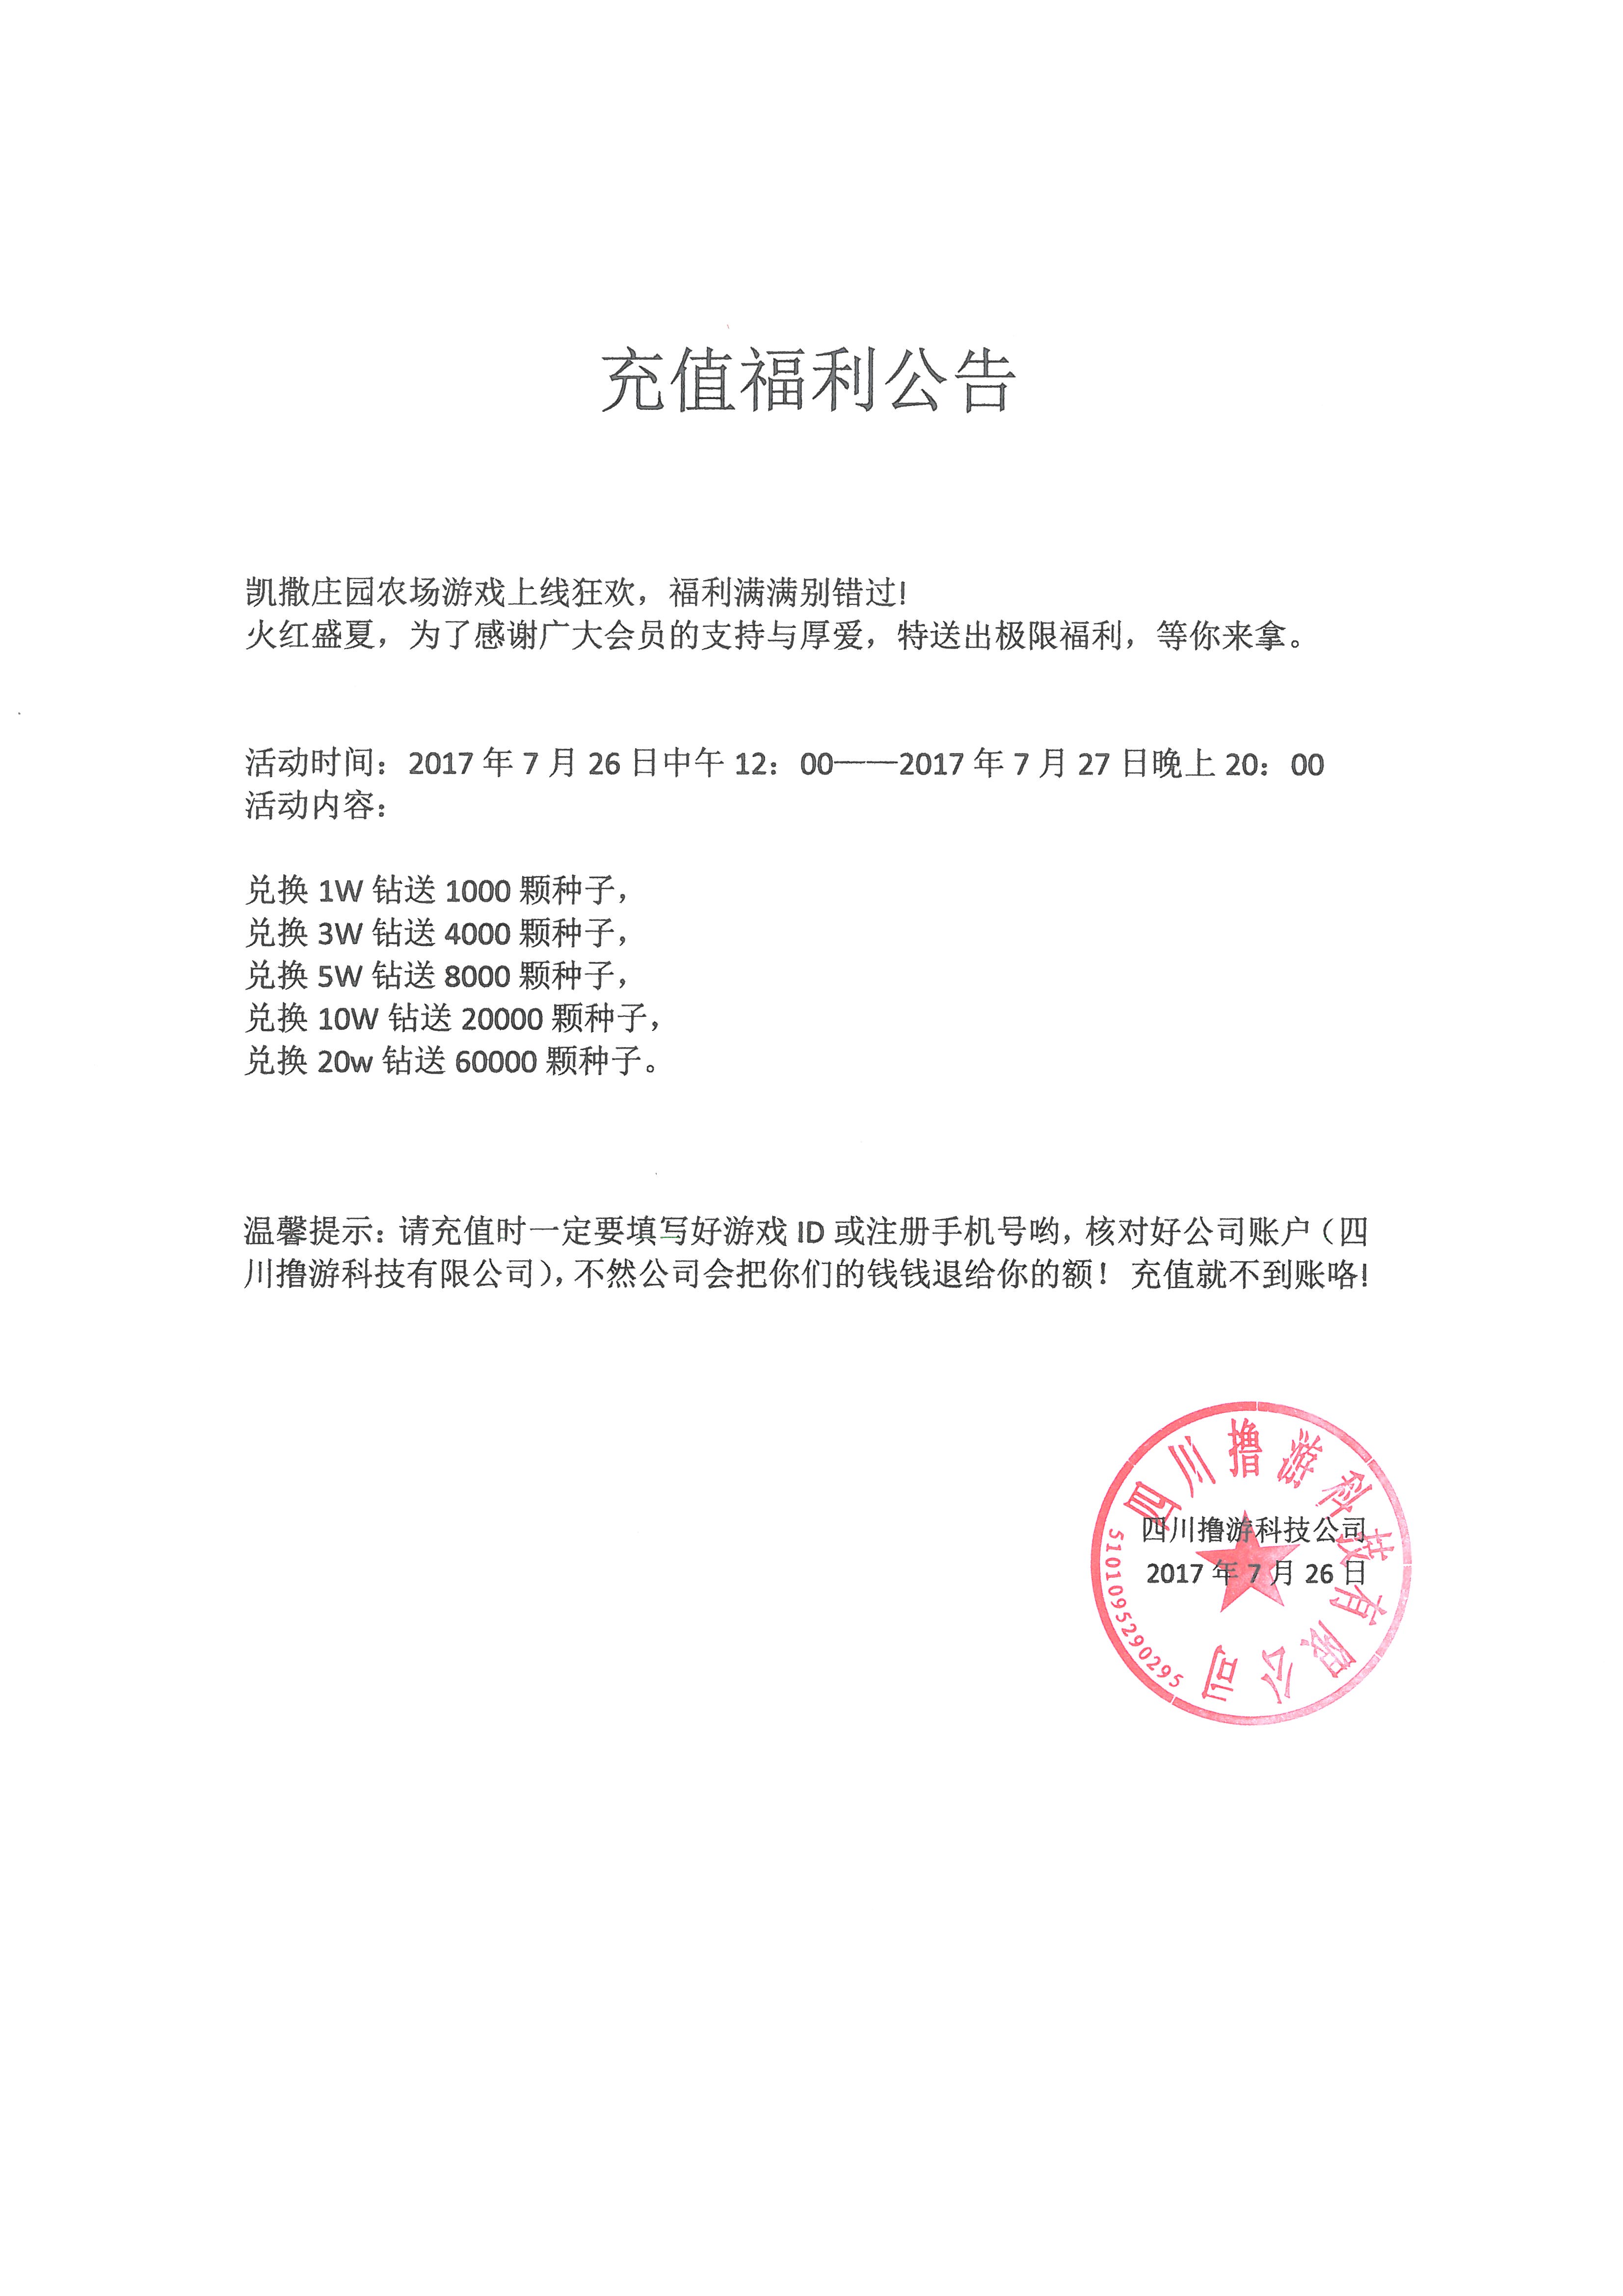 充值福利公告
凯撒庄园农场游戏上线狂欢，福利满满别错过!
火红盛夏，为了感谢广大会员的支持与厚爱，特送出极限福利，等你来拿。
活动时间：2017 年 7 月 26 日中午 12：00——2017 年 7 月 27 日晚上 20：00
活动内容：
兑换 1W 钻送 1000 颗种子，
兑换 3W 钻送 4000 颗种子，
兑换 5W 钻送 8000 颗种子，
兑换 10W 钻送 20000 颗种子，
兑换 20w 钻送 60000 颗种子。
温馨提示：请充值时一定要填写好游戏 ID 或注册手机号哟，核对好公司账户（四
川撸游科技有限公司），不然公司会把你们的钱钱退给你的额！ 充值就不到账咯!
四川撸游科技有限公司
四川撸游科技公司
2017 年 7 月 26 日
5101095290295